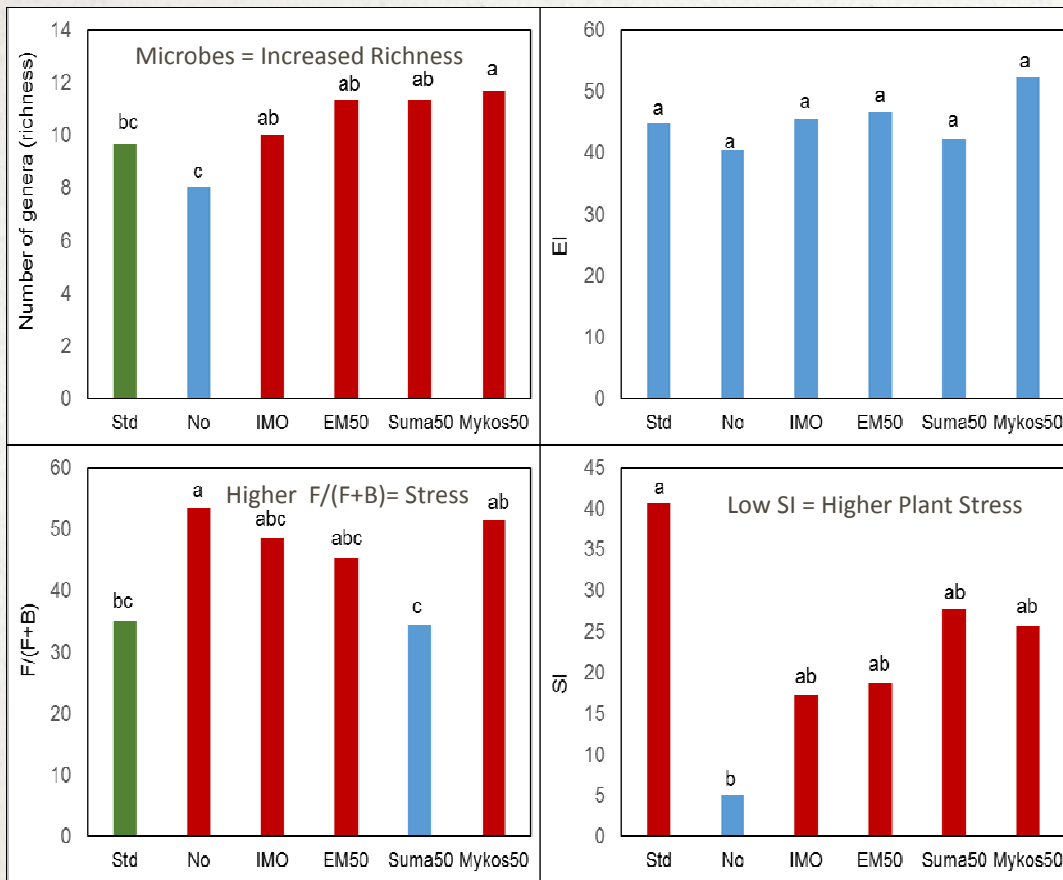 Number of genera (richness)
14
12
10
8
6
4
2
0
Microbes = Increased Richness
bc
c
ab
ab
ab
a
Std No IMO EM50 Suma50 Mykos50
EI
60
50
40
30
20
10
0
a
a
a
a
a
a
Std No IMO EM50 Suma50 Mykos50
F/(F+B)
60
50
40
30
20
10
0
Higher F/(F+B)= Stress
bc
a
abc
abc
c
ab
Std No IMO EM50 Suma50 Mykos50
SI
45
40
35
30
25
20
15
10
5
0
Low SI = Higher Plant Stress
a
b
ab
ab
ab
ab
Std No IMO EM50 Suma50 Mykos50